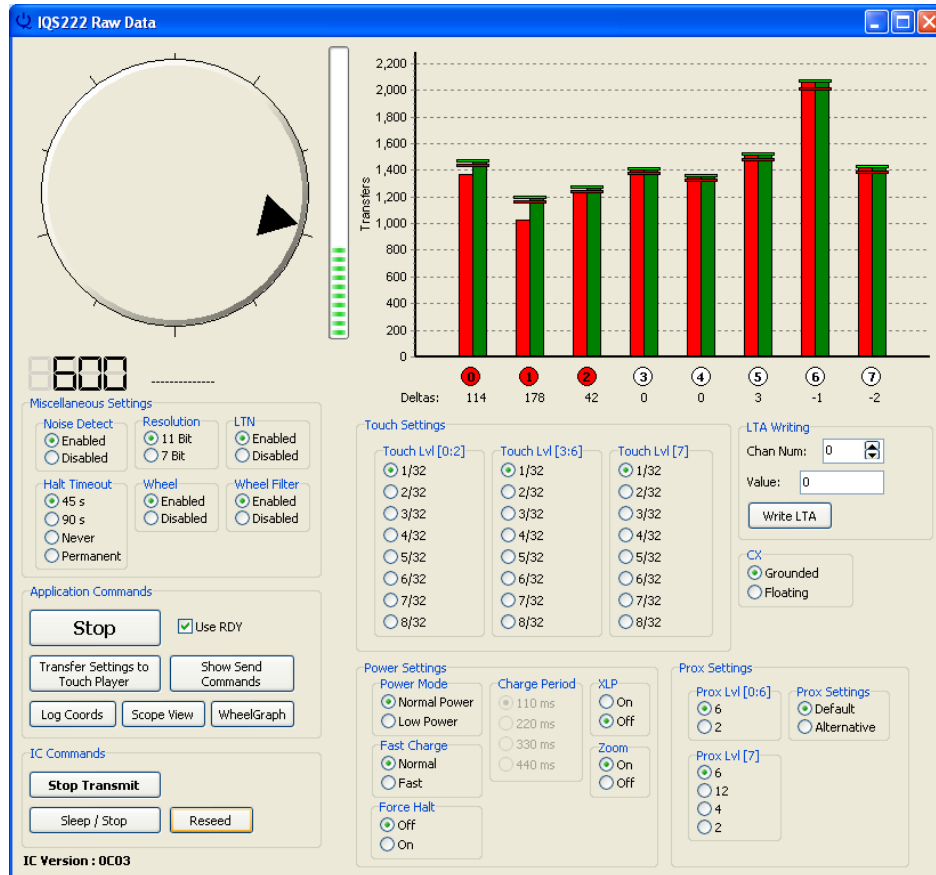 IQS222 Raw Data
2,200
2,000
1,800
1,600
1,400
1,200
1,000
800
600
400
200
0
Transfers
0 1 2 3 4 5 6 7
Deltas: 114 178 42 0 0 3 -1 -2
600 --------------
Miscellaneous Settings
Noise Detect
Enabled
Disabled
Resolution
11 Bit
7 Bit
LTN
Enabled
Disabled
Halt Timeout
45 s
90 s
Never
Permanent
Wheel
Enabled
Disabled
Wheel Filter
Enabled
Disabled
Application Commands
Stop
Use RDY
Transfer Settings to
Touch Player
Show Send
Commands
Log Coords
Scope View
WheelGraph
IC Commands
Stop Transmit
Sleep / Stop
Reseed
IC Version : 0C03
Touch Settings
Touch Lvl [0:2]
1/32
2/32
3/32
4/32
5/32
6/32
7/32
8/32
Touch Lvl [3:6]
1/32
2/32
3/32
4/32
5/32
6/32
7/32
8/32
Touch Lvl [7]
1/32
2/32
3/32
4/32
5/32
6/32
7/32
8/32
LTA Writing
Chan Num: 0
Value: 0
Write LTA
CX
Grounded
Floating
Power Settings
Power Mode
Normal Power
Low Power
Charge Period
110 ms
220 ms
330 ms
440 ms
XLP
On
Off
Fast Charge
Normal
Fast
Zoom
On
Off
Force Halt
Off
On
Prox Settings
Prox Lvl [0:6]
6
2
Prox Settings
Default
Alternative
Prox Lvl [7]
6
12
4
2